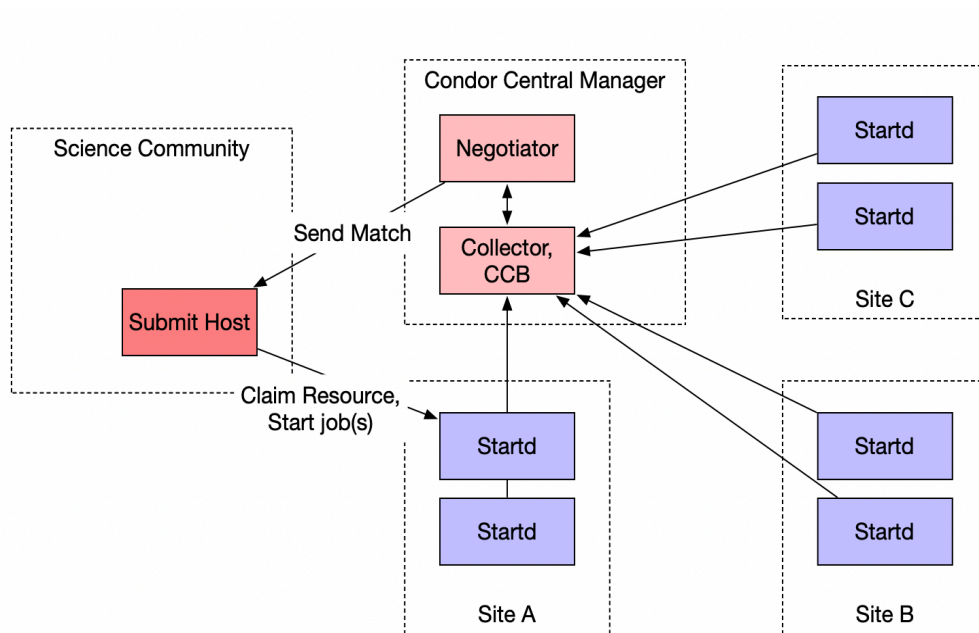 Condor Central Manager
Science Community
Negotiator
Send Match
Collector,
CCB
Submit Host
Claim Resource,
Start job(s)
Startd
Startd
Site C
Startd
Startd
Site A
Startd
Startd
Site B